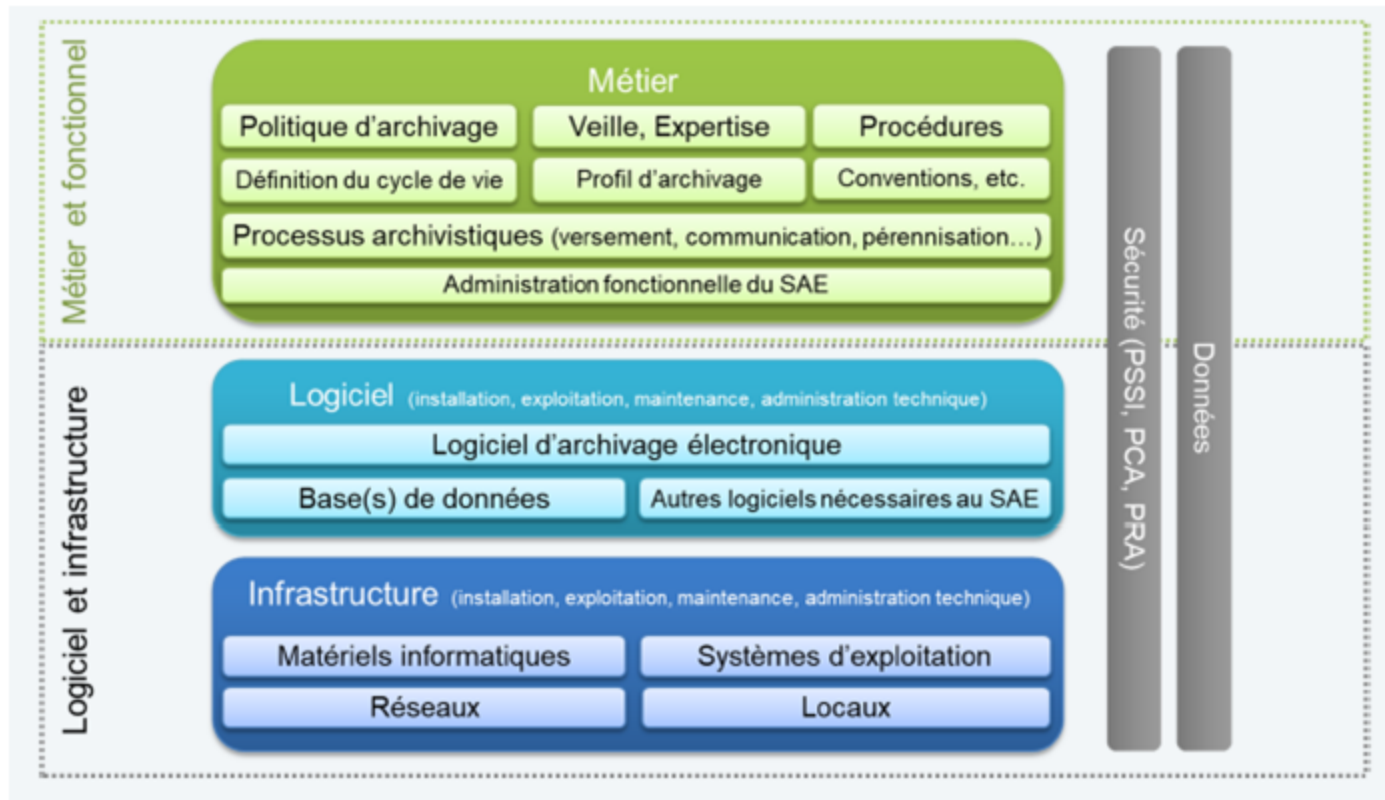 Métier et fonctionnel
Métier
Politique d’archivage
Veille, Expertise
Procédures
Définition du cycle de vie
Profil d’archivage
Conventions, etc.
Processus archivistiques (versement, communication, pérennisation…)
Administration fonctionnelle du SAE
Logiciel et infrastructure
Logiciel (installation, exploitation, maintenance, administration technique)
Logiciel d’archivage électronique
Base(s) de données
Autres logiciels nécessaires au SAE
Infrastructure (installation, exploitation, maintenance, administration technique)
Matériels informatiques
Systèmes d’exploitation
Réseaux
Locaux
Sécurité (PSSI, PCA, PRA)
Données